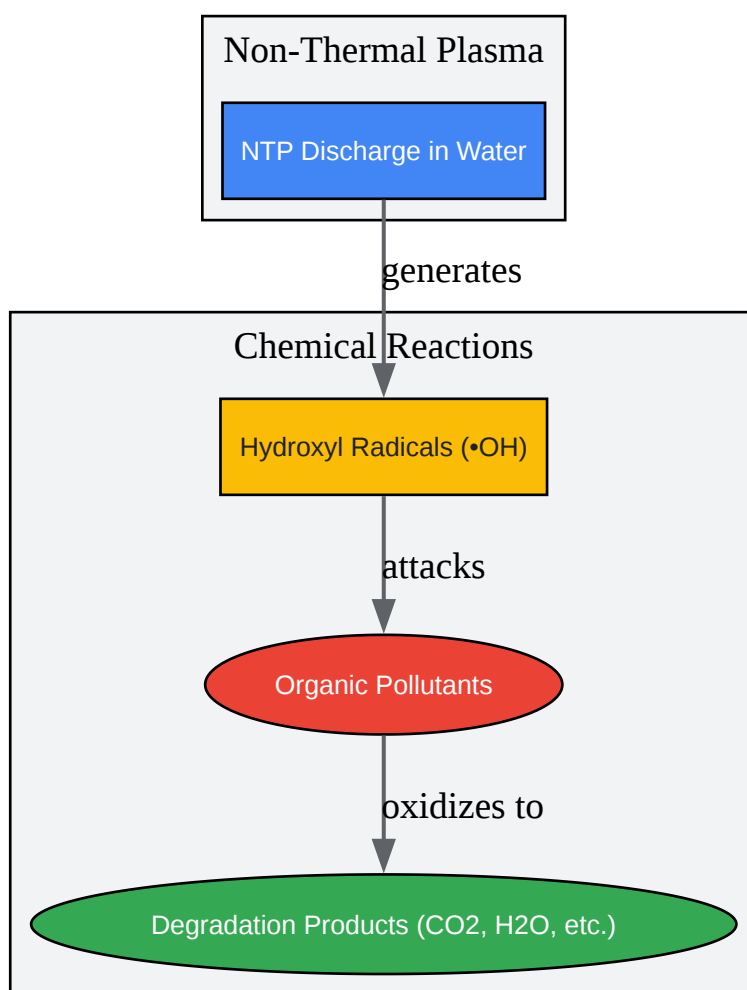 Non-Thermal Plasma
NTP Discharge in Water
generates
Chemical Reactions
Hydroxyl Radicals (•OH)
attacks
Organic Pollutants
oxidizes to
Degradation Products (CO2, H2O, etc.)